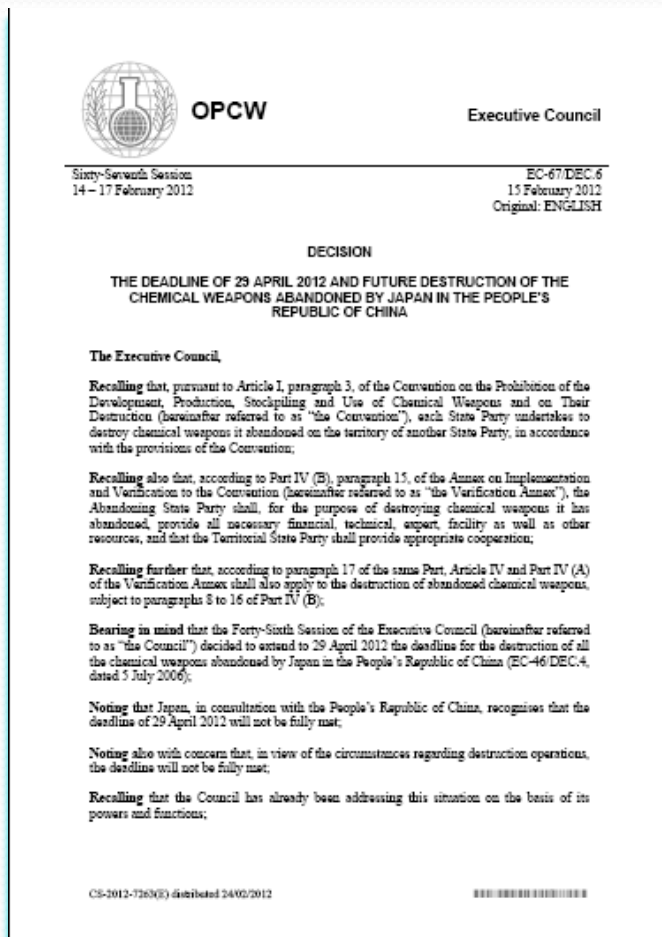 OPCW
Executive Council
Sixty-Seventh Session
14 – 17 February 2012
EC-67/DEC.6
15 February 2012
Original: ENGLISH
DECISION
THE DEADLINE OF 29 APRIL 2012 AND FUTURE DESTRUCTION OF THE
CHEMICAL WEAPONS ABANDONED BY JAPAN IN THE PEOPLE'S
REPUBLIC OF CHINA
The Executive Council,
Recalling that, pursuant to Article I, paragraph 3, of the Convention on the Prohibition of the
Development, Production, Stockpiling and Use of Chemical Weapons and on Their
Destruction (hereinafter referred to as “the Convention”), each State Party undertakes to
destroy chemical weapons it abandoned on the territory of another State Party, in accordance
with the provisions of the Convention;
Recalling also that, according to Part IV (B), paragraph 15, of the Annex on Implementation
and Verification to the Convention (hereinafter referred to as “the Verification Annex”), the
Abandoning State Party shall, for the purpose of destroying chemical weapons it has
abandoned, provide all necessary financial, technical, expert, facility as well as other
resources, and that the Territorial State Party shall provide appropriate cooperation;
Recalling further that, according to paragraph 17 of the same Part, Article IV and Part IV (A)
of the Verification Annex shall also apply to the destruction of abandoned chemical weapons,
subject to paragraphs 8 to 16 of Part IV (B);
Bearing in mind that the Forty-Sixth Session of the Executive Council (hereinafter referred
to as “the Council”) decided to extend to 29 April 2012 the deadline for the destruction of all
the chemical weapons abandoned by Japan in the People’s Republic of China (EC-46/DEC.4,
dated 5 July 2006);
Noting that Japan, in consultation with the People’s Republic of China, recognises that the
deadline of 29 April 2012 will not be fully met;
Noting also with concern that, in view of the circumstances regarding destruction operations,
the deadline will not be fully met;
Recalling that the Council has already been addressing this situation on the basis of its
powers and functions;
CS-2012-7263(E) distributed 24/02/2012